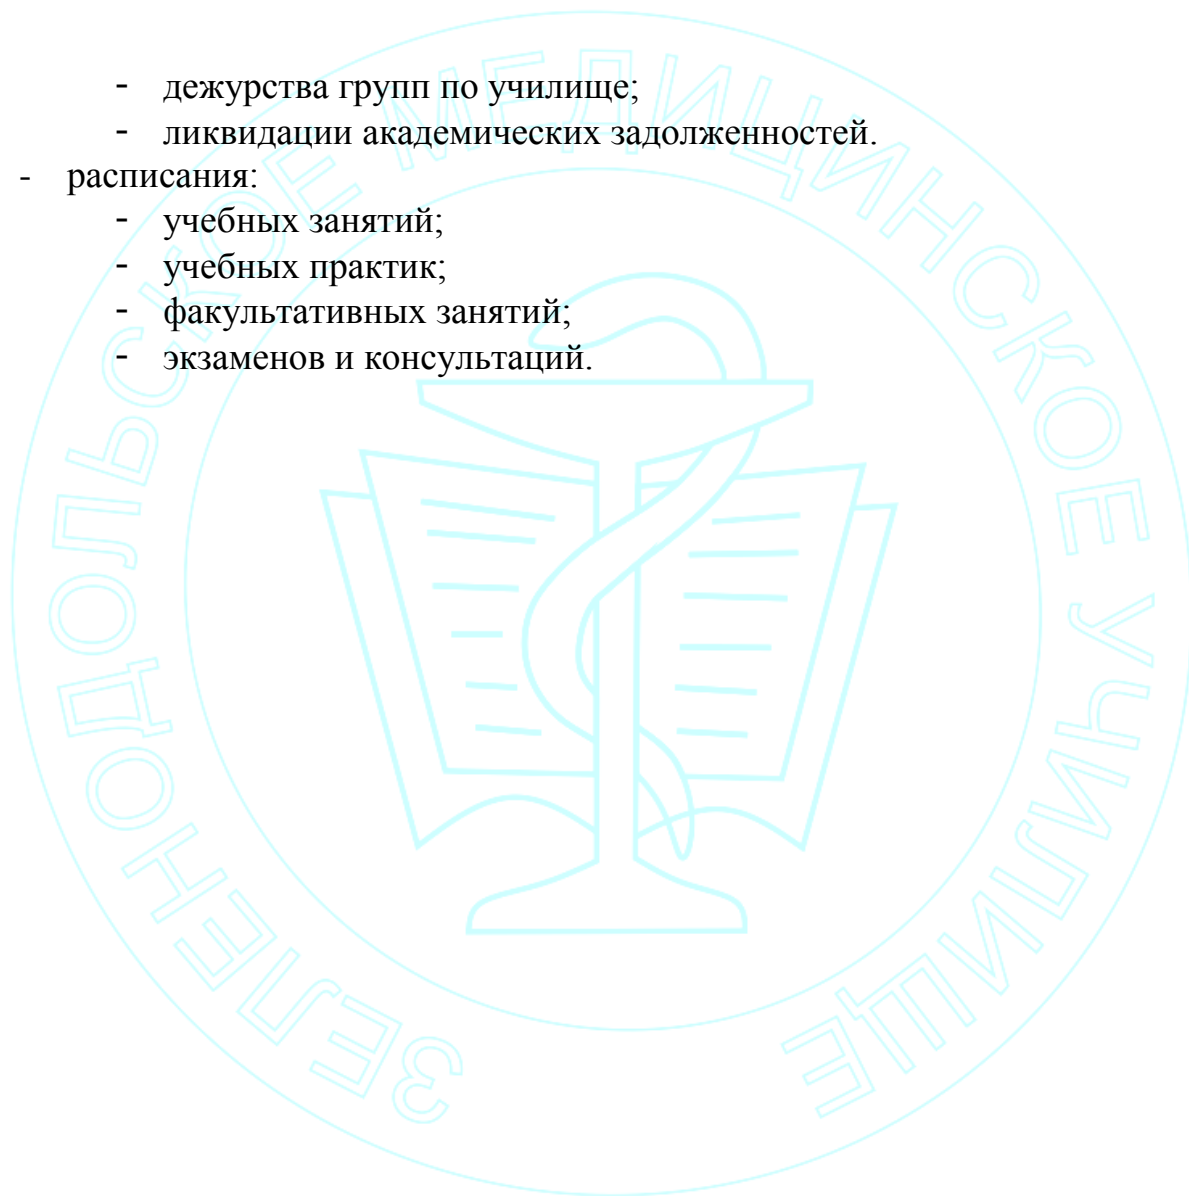 - дежурства групп по училище;
- ликвидации академических задолженностей.
- расписания:
- учебных занятий;
- учебных практик;
- факультативных занятий;
- экзаменов и консультаций.
ЗЕЛЕНОДОЛЬСКОЕ МЕДИЦИНСКОЕ УЧИЛИЩЕ